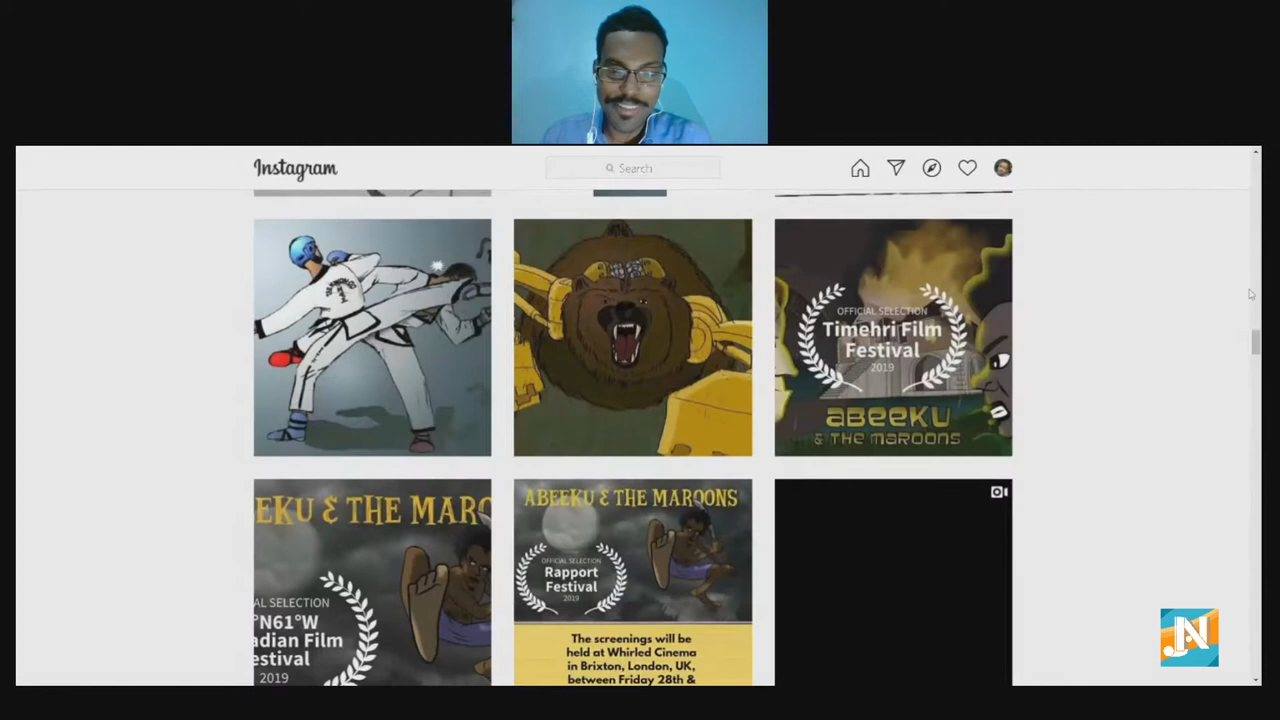 Instagram
Search
OFFICIAL SELECTION
Timehri Film
Festival
2019
ABEEKU
& THE MAROONS
EKU & THE MARO
AL SELECTION
°N61°W
adian Film
estival
2019
ABEEKU & THE MAROONS
OFFICIAL SELECTION
Rapport
Festival
2019
The screenings will be
held at Whirled Cinema
in Brixton, London, UK,
between Friday 28th &
JN